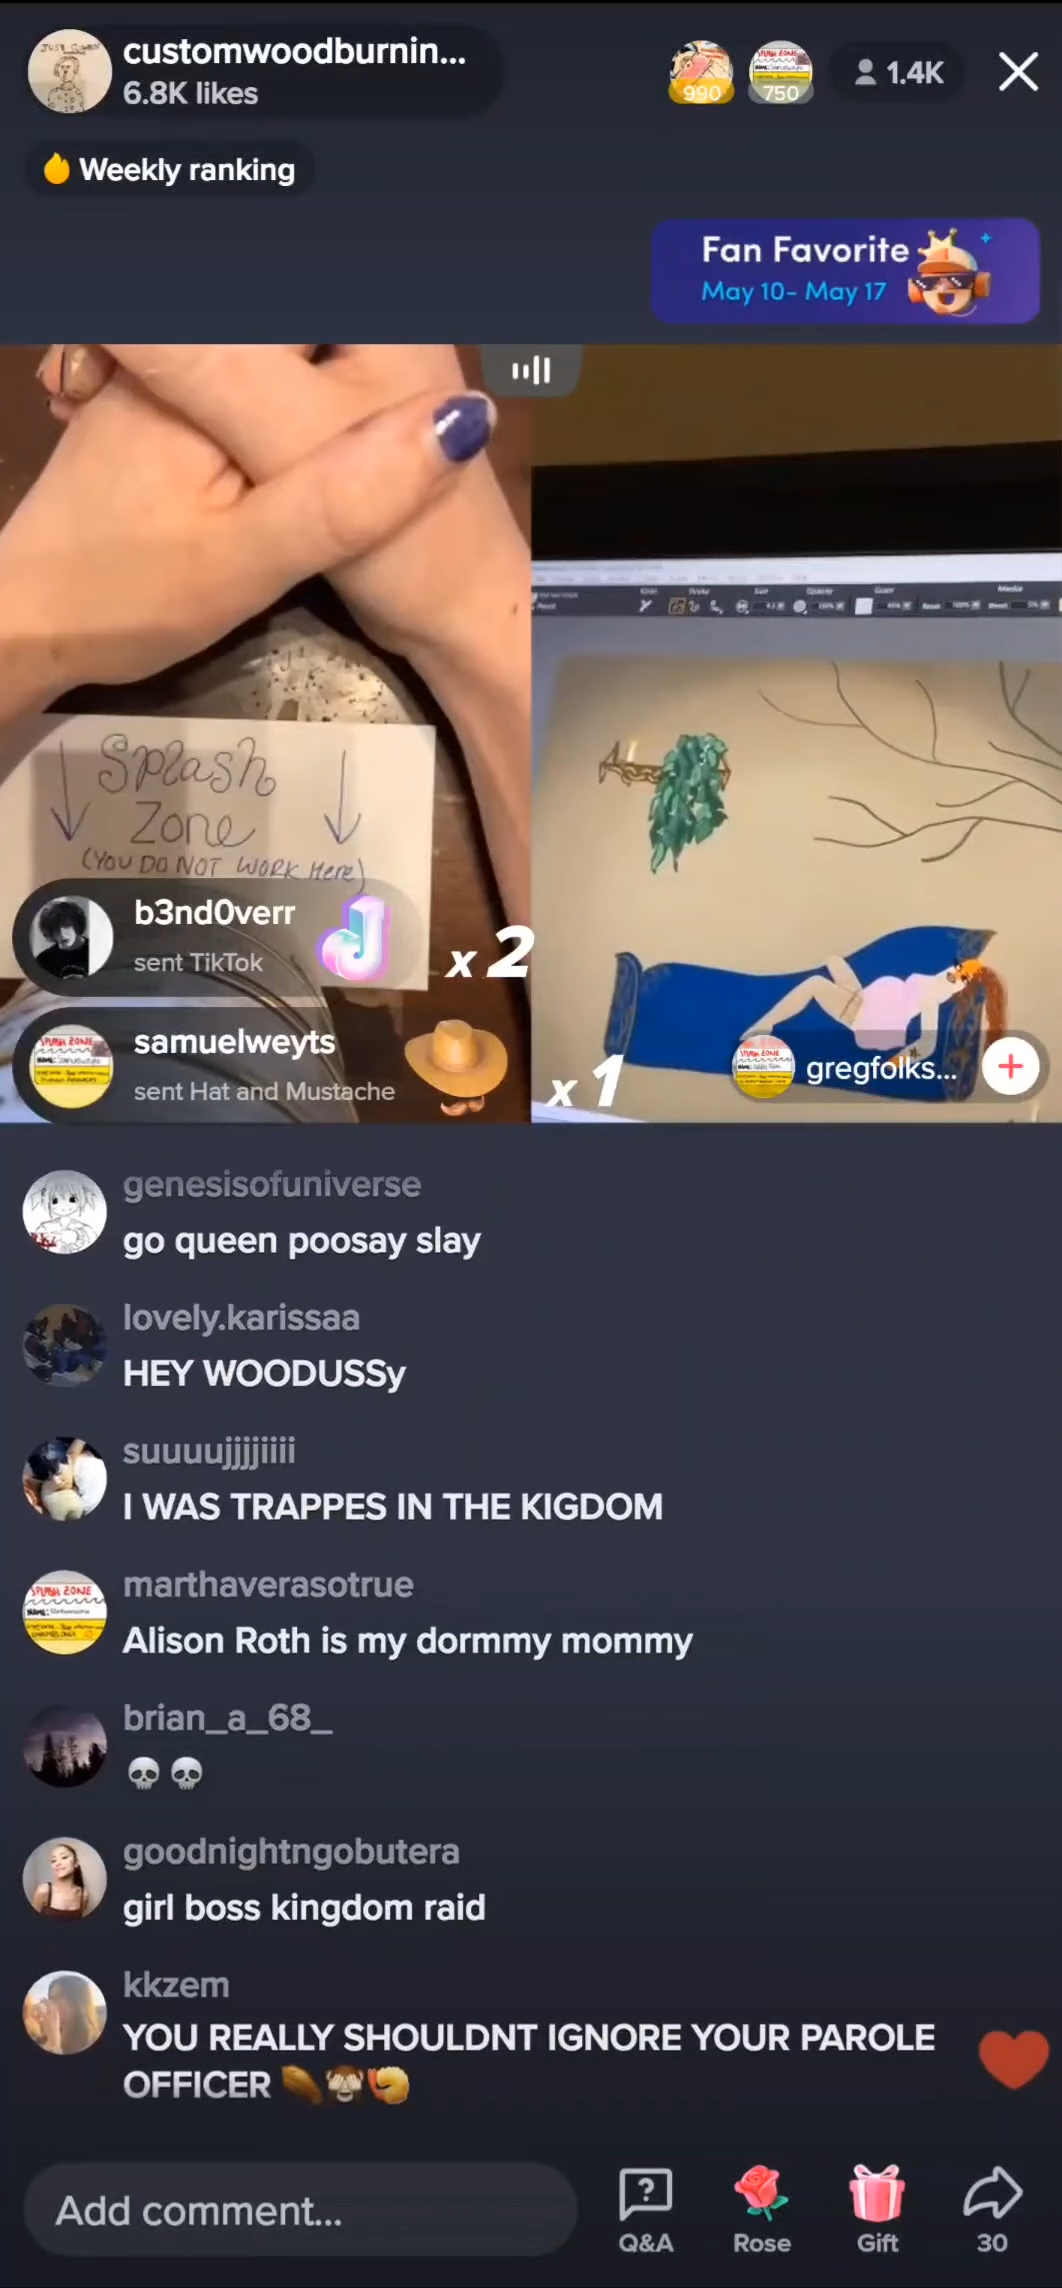 customwoodburnin...
6.8K likes
990
750
1.4K
Weekly ranking
Fan Favorite
May 10- May 17
Splash
Zone
(YOU DO NOT WORK Here)
b3nd0verr
sent TikTok
x 2
samuelweyts
sent Hat and Mustache
x 1
gregfolks...
genesisofuniverse
go queen poosay slay
lovely.karissaa
HEY WOODUSSy
suuuujjjjiiii
I WAS TRAPPES IN THE KIGDOM
SPLASH ZONE
NAME:
marthaverasotrue
Alison Roth is my dormmy mommy
brian_a_68_
💀💀
goodnightngobutera
girl boss kingdom raid
kkzem
YOU REALLY SHOULDNT IGNORE YOUR PAROLE
OFFICER 🍠🙈🍤
Add comment...
Q&A
Rose
Gift
30